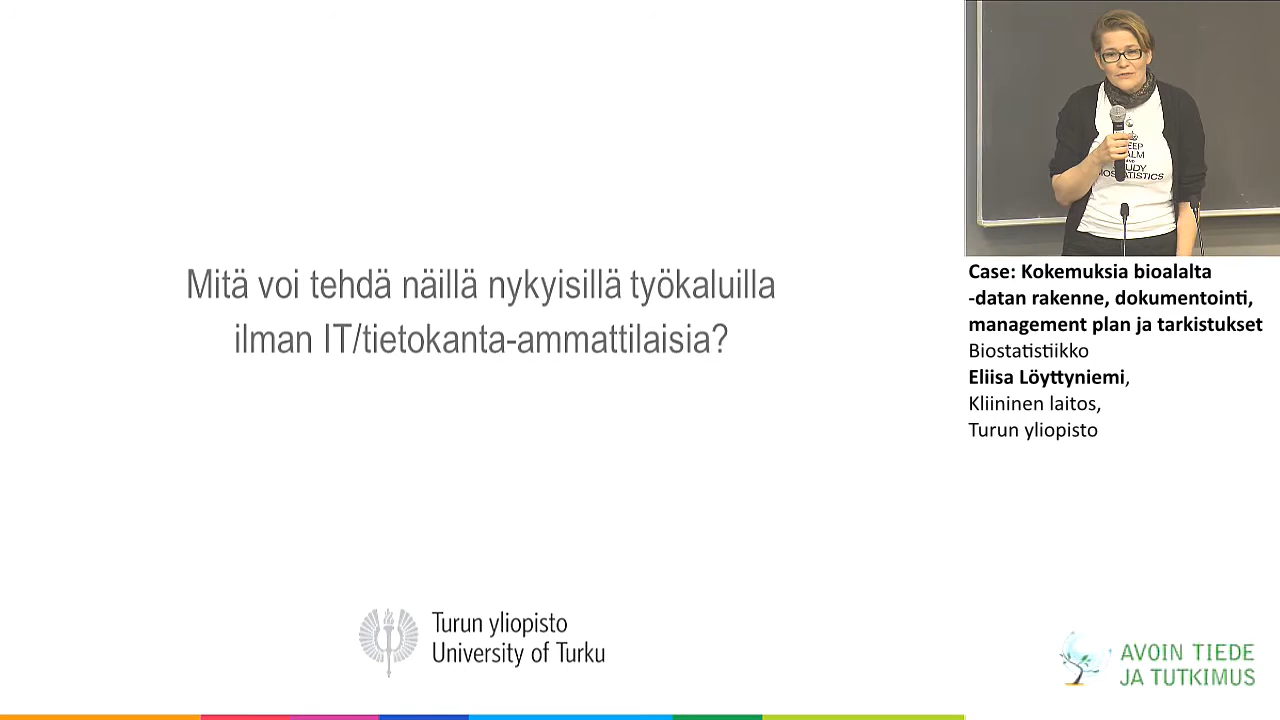 Mitä voi tehdä näillä nykyisillä työkaluilla
ilman IT/tietokanta-ammattilaisia?
Turun yliopisto
University of Turku
Case: Kokemuksia bioalalta
-datan rakenne, dokumentointi,
management plan ja tarkistukset
Biostatistiikko
Eliisa Löyttyniemi,
Kliininen laitos,
Turun yliopisto
AVOIN TIEDE
JA TUTKIMUS